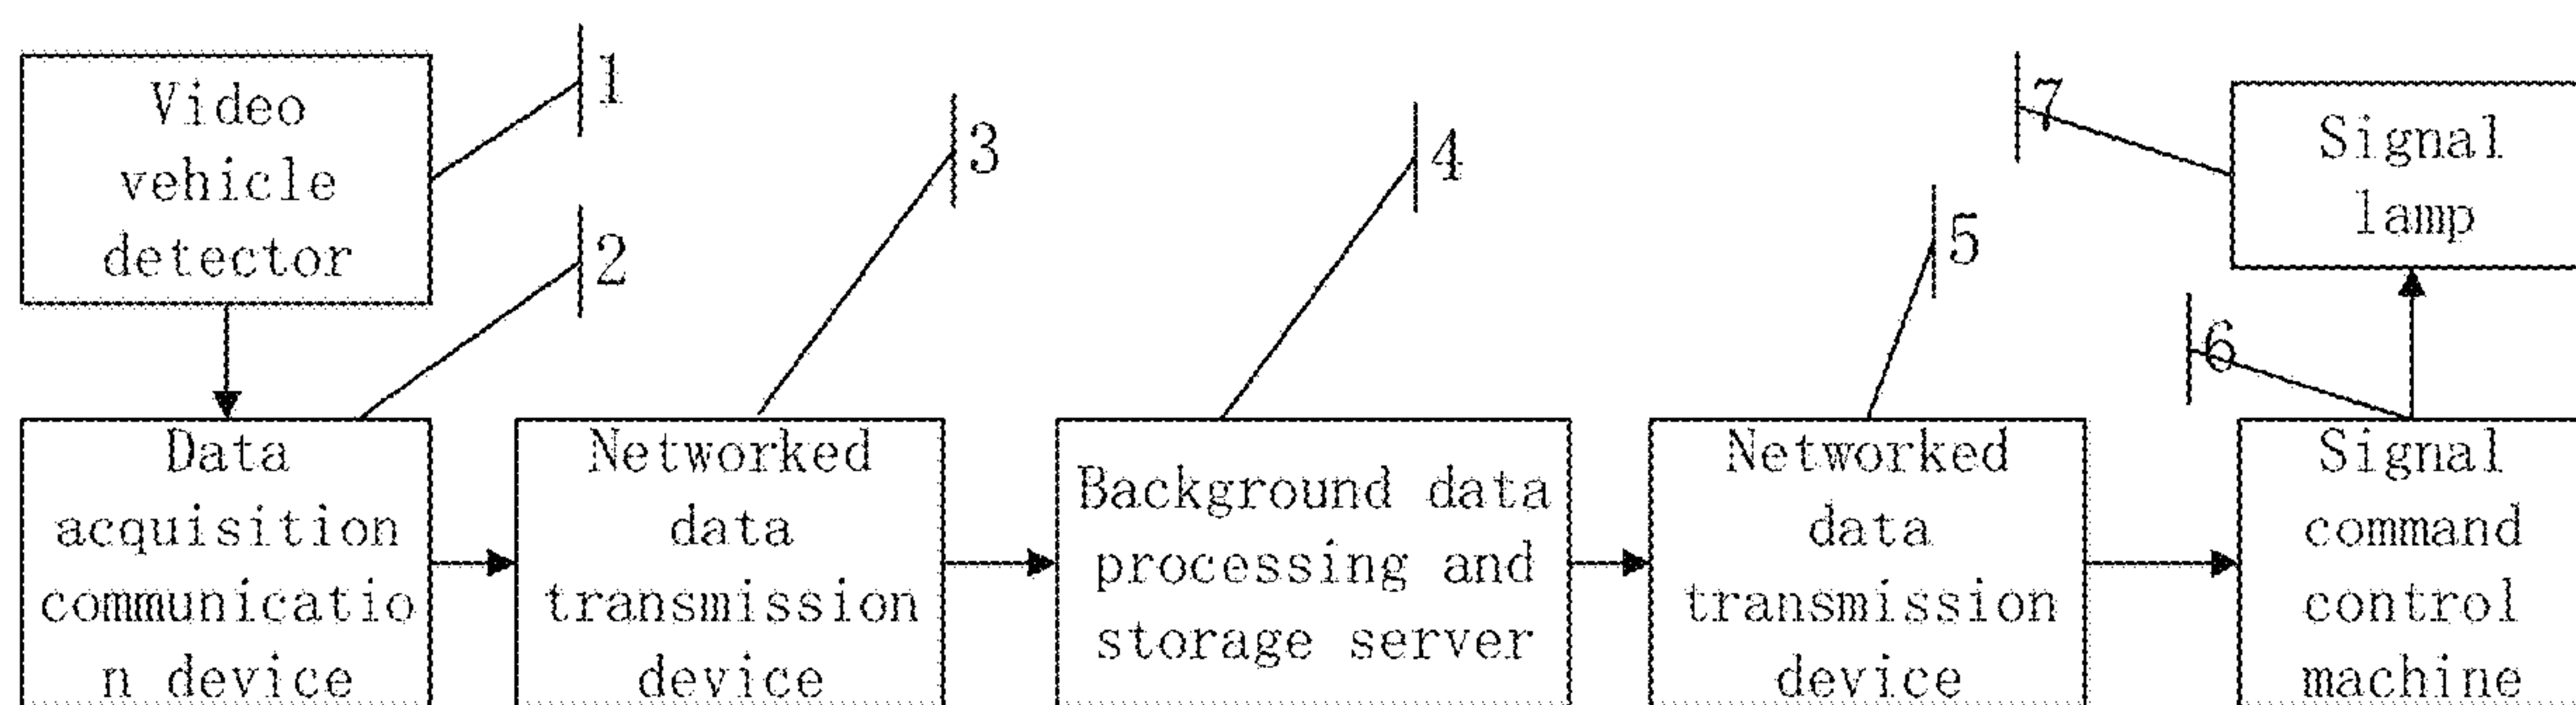 Video
vehicle
detector
1
2
3
4
5
6
7
Signal
lamp
Data
acquisition
communicatio
n device
Networked
data
transmission
device
Background data
processing and
storage server
Networked
data
transmission
device
Signal
command
control
machine